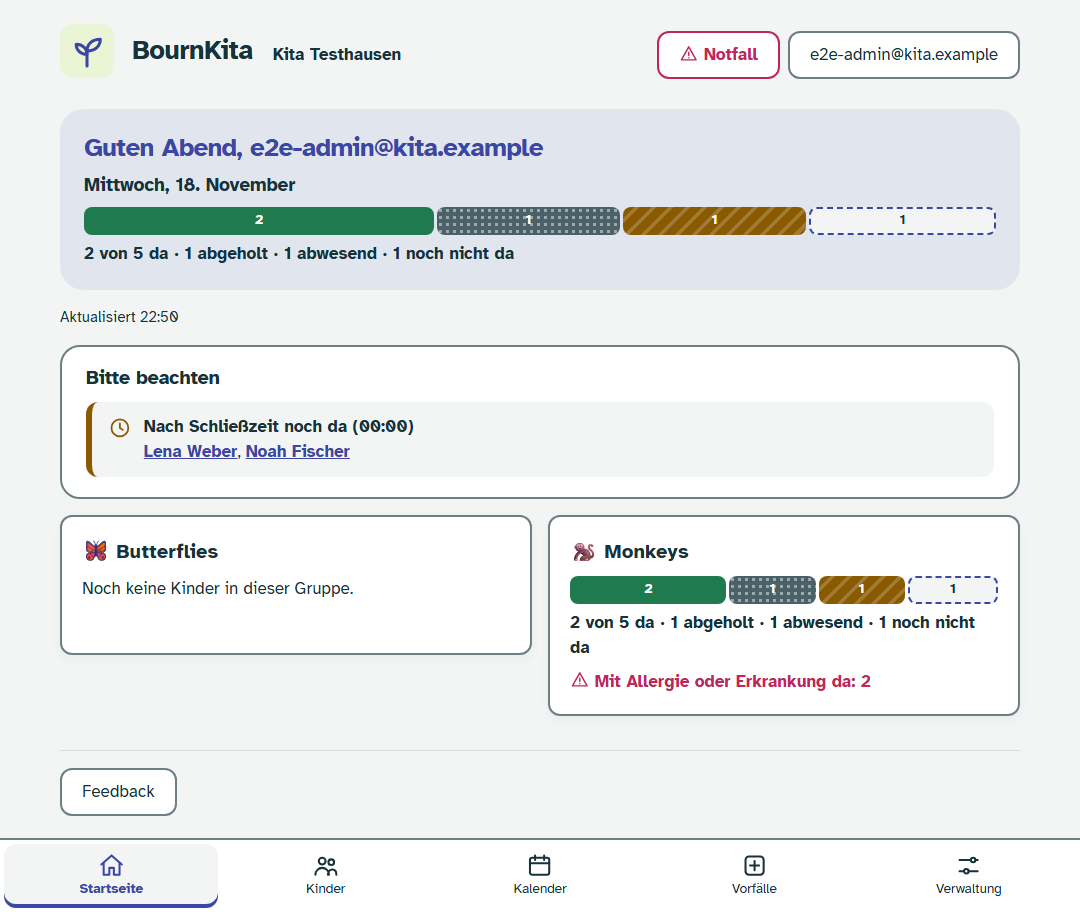 BournKita Kita Testhausen
Notfall
e2e-admin@kita.example
Guten Abend, e2e-admin@kita.example
Mittwoch, 18. November
2 1 1 1
2 von 5 da · 1 abgeholt · 1 abwesend · 1 noch nicht da
Aktualisiert 22:50
Bitte beachten
Nach Schließzeit noch da (00:00)
Lena Weber, Noah Fischer
Butterflies
Noch keine Kinder in dieser Gruppe.
Monkeys
2 1 1 1
2 von 5 da · 1 abgeholt · 1 abwesend · 1 noch nicht
da
Mit Allergie oder Erkrankung da: 2
Feedback
Startseite
Kinder
Kalender
Vorfälle
Verwaltung